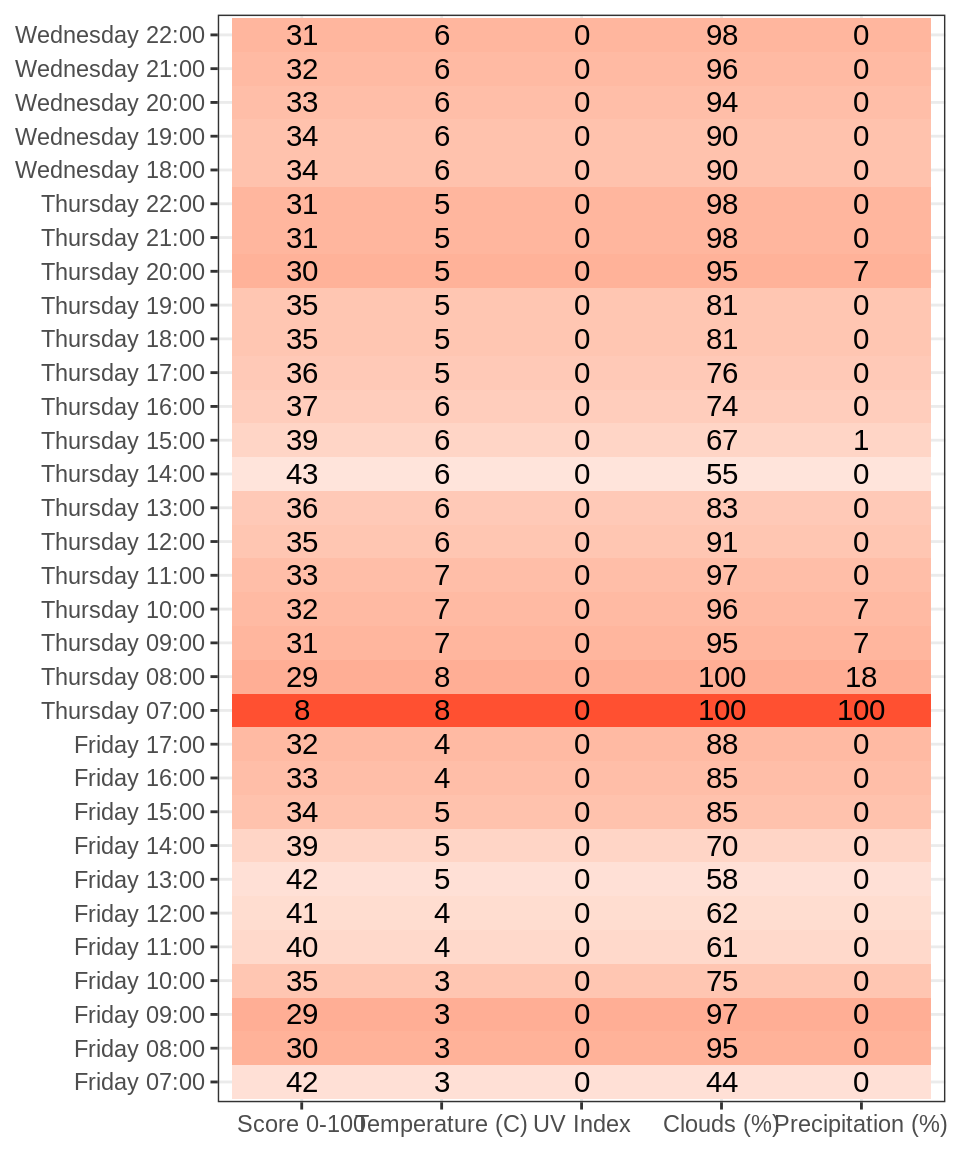 Wednesday 22:00 31 6 0 98 0
Wednesday 21:00 32 6 0 96 0
Wednesday 20:00 33 6 0 94 0
Wednesday 19:00 34 6 0 90 0
Wednesday 18:00 34 6 0 90 0
Thursday 22:00 31 5 0 98 0
Thursday 21:00 31 5 0 98 0
Thursday 20:00 30 5 0 95 7
Thursday 19:00 35 5 0 81 0
Thursday 18:00 35 5 0 81 0
Thursday 17:00 36 5 0 76 0
Thursday 16:00 37 6 0 74 0
Thursday 15:00 39 6 0 67 1
Thursday 14:00 43 6 0 55 0
Thursday 13:00 36 6 0 83 0
Thursday 12:00 35 6 0 91 0
Thursday 11:00 33 7 0 97 0
Thursday 10:00 32 7 0 96 7
Thursday 09:00 31 7 0 95 7
Thursday 08:00 29 8 0 100 18
Thursday 07:00 8 8 0 100 100
Friday 17:00 32 4 0 88 0
Friday 16:00 33 4 0 85 0
Friday 15:00 34 5 0 85 0
Friday 14:00 39 5 0 70 0
Friday 13:00 42 5 0 58 0
Friday 12:00 41 4 0 62 0
Friday 11:00 40 4 0 61 0
Friday 10:00 35 3 0 75 0
Friday 09:00 29 3 0 97 0
Friday 08:00 30 3 0 95 0
Friday 07:00 42 3 0 44 0
Score 0-100 Temperature (C) UV Index Clouds (%) Precipitation (%)